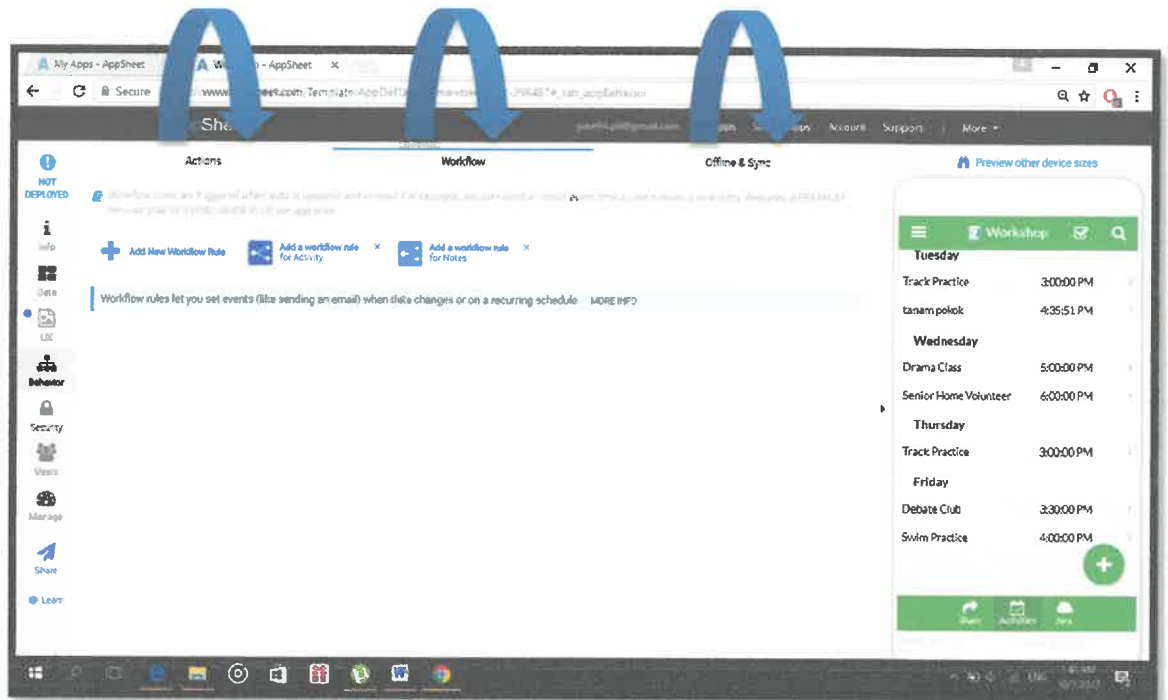 My Apps - AppSheet
- AppSheet
Secure
Account
Support
More
Actions
Workflow
Offline & Sync
Preview other device sizes
NOT
DEPLOYED
Info
Data
UX
Behavior
Security
Users
Manage
Share
Learn
Add New Workflow Rule
Add a workflow rule
for Activity
Add a workflow rule
for Notes
Workflow rules let you set events (like sending an email) when data changes or on a recurring schedule MORE INFO
Workshop
Tuesday
Track Practice 3:00:00 PM
tanam pokok 4:35:51 PM
Wednesday
Drama Class 5:00:00 PM
Senior Home Volunteer 6:00:00 PM
Thursday
Track Practice 3:00:00 PM
Friday
Debate Club 3:30:00 PM
Swim Practice 4:00:00 PM
Share Activities